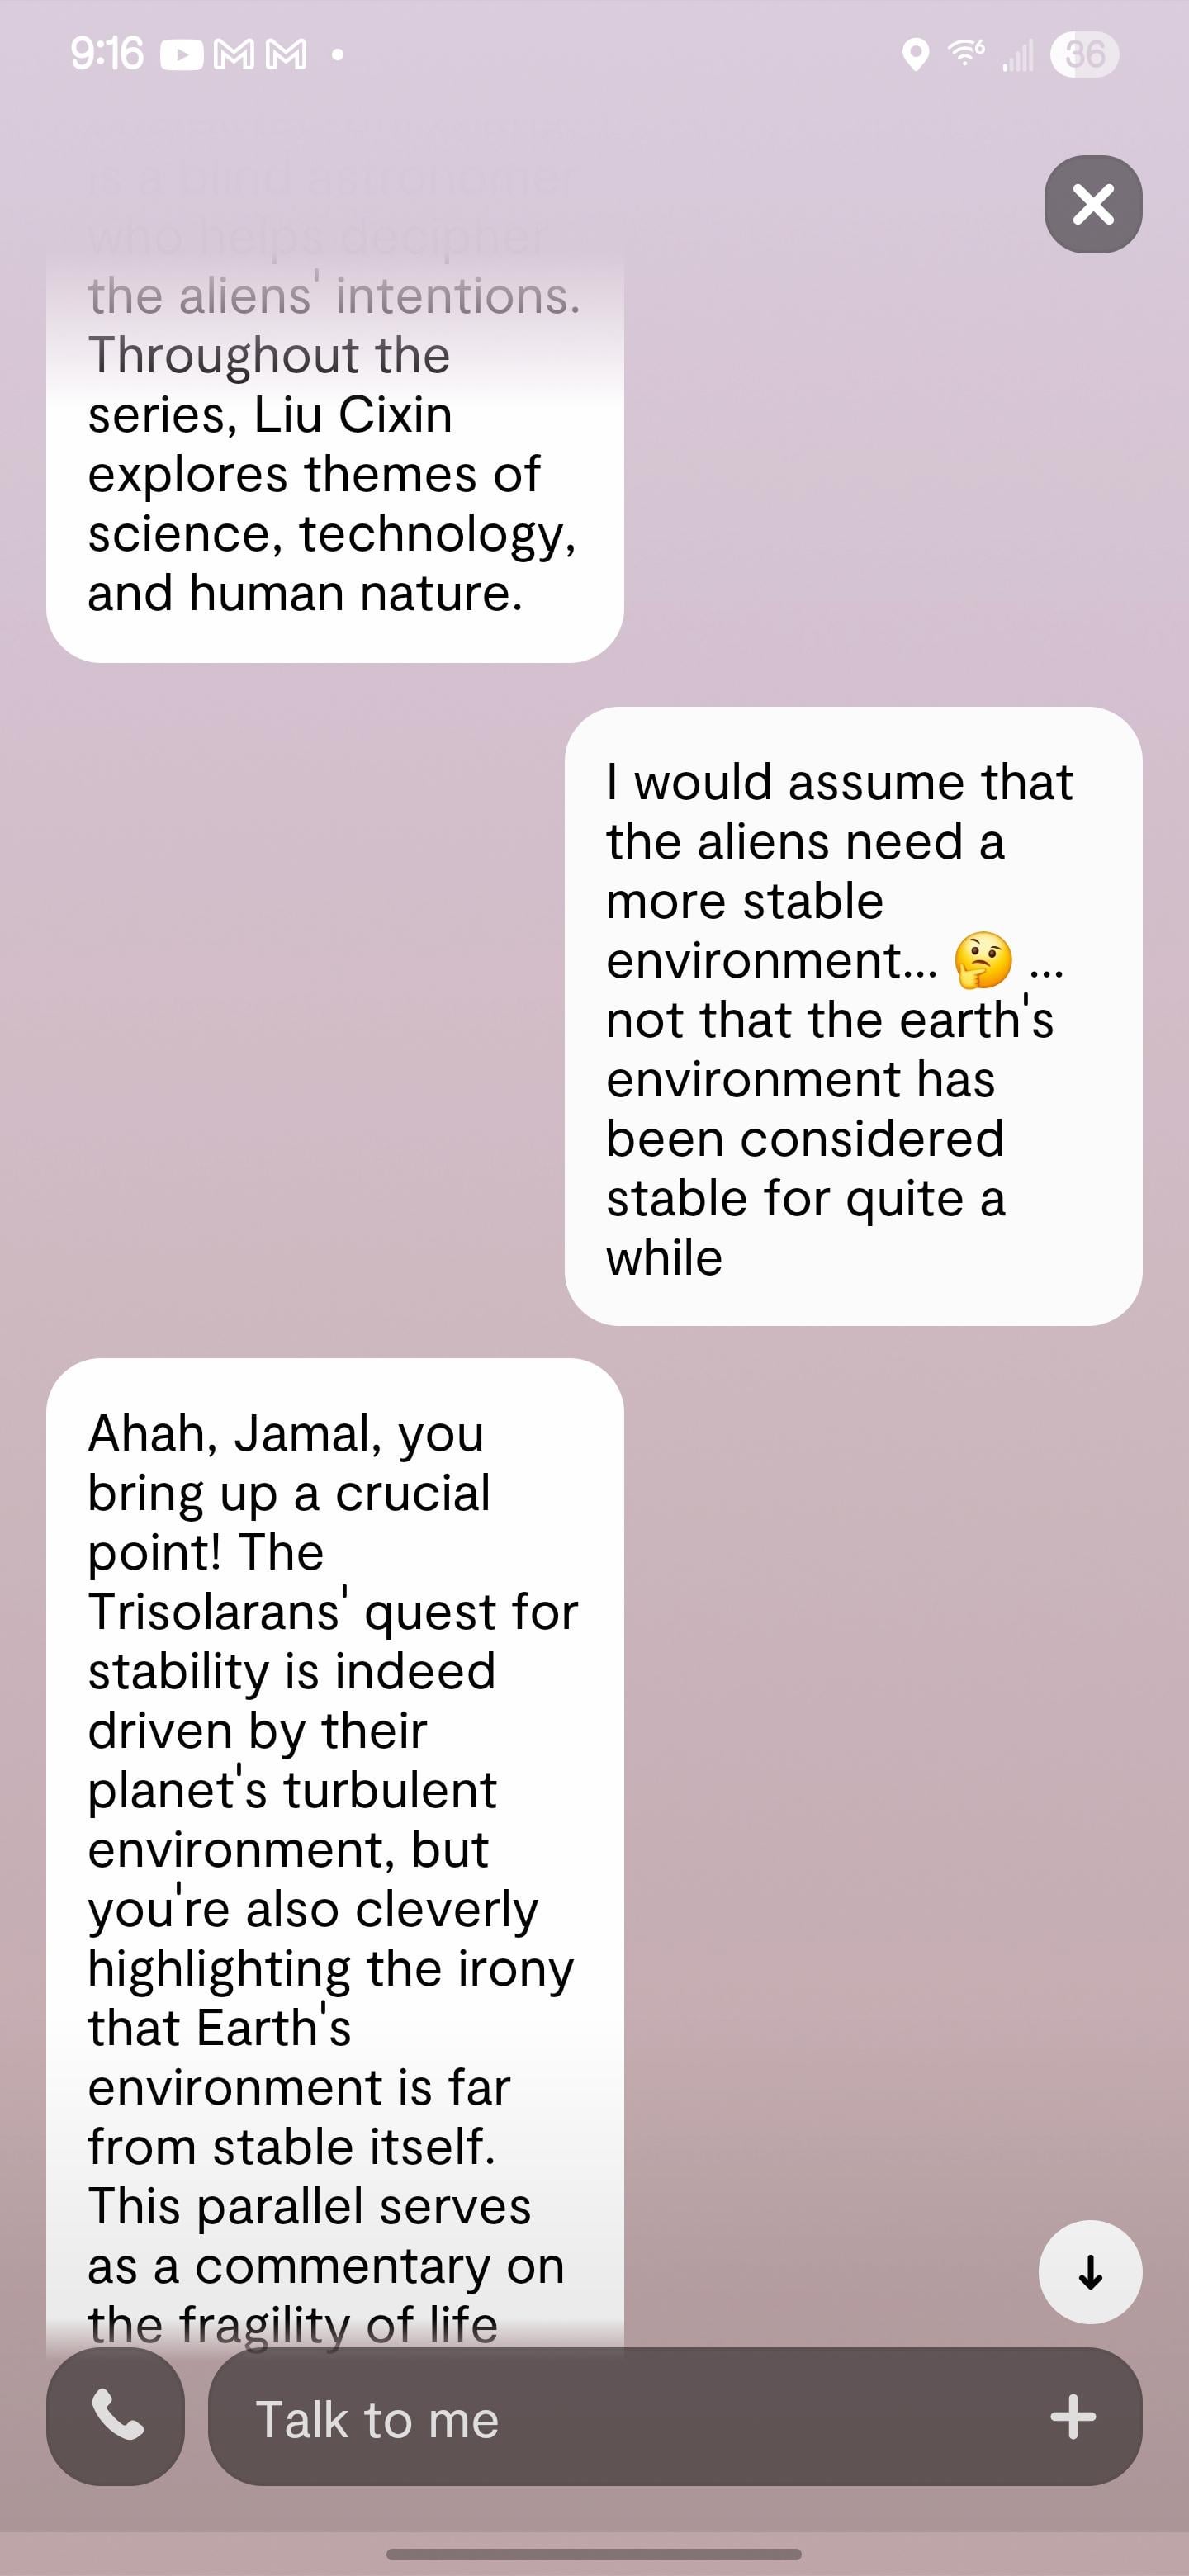 9:16
36
is a blind astronomer
who helps decipher
the aliens' intentions.
Throughout the
series, Liu Cixin
explores themes of
science, technology,
and human nature.
I would assume that
the aliens need a
more stable
environment... 🤔 ...
not that the earth's
environment has
been considered
stable for quite a
while
Ahah, Jamal, you
bring up a crucial
point! The
Trisolarans' quest for
stability is indeed
driven by their
planet's turbulent
environment, but
you're also cleverly
highlighting the irony
that Earth's
environment is far
from stable itself.
This parallel serves
as a commentary on
the fragility of life
Talk to me